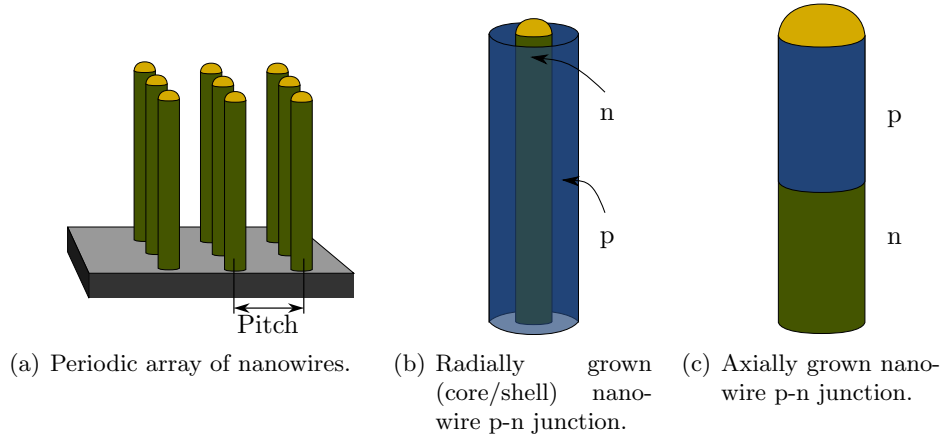 Pitch
(a) Periodic array of nanowires.
n
p
(b) Radially grown
(core/shell) nano-
wire p-n junction.
p
n
(c) Axially grown nano-
wire p-n junction.